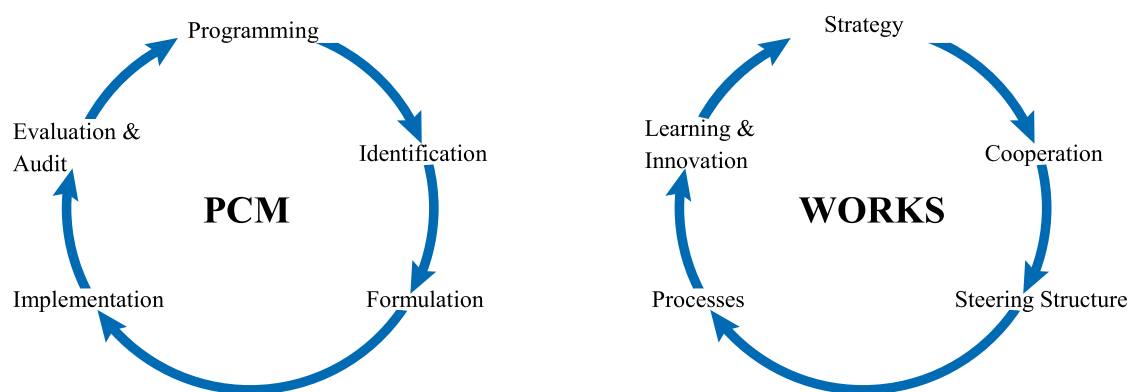 Programming
Identification
Formulation
Implementation
Evaluation &
Audit
PCM
Strategy
Cooperation
Steering Structure
Processes
Learning &
Innovation
WORKS